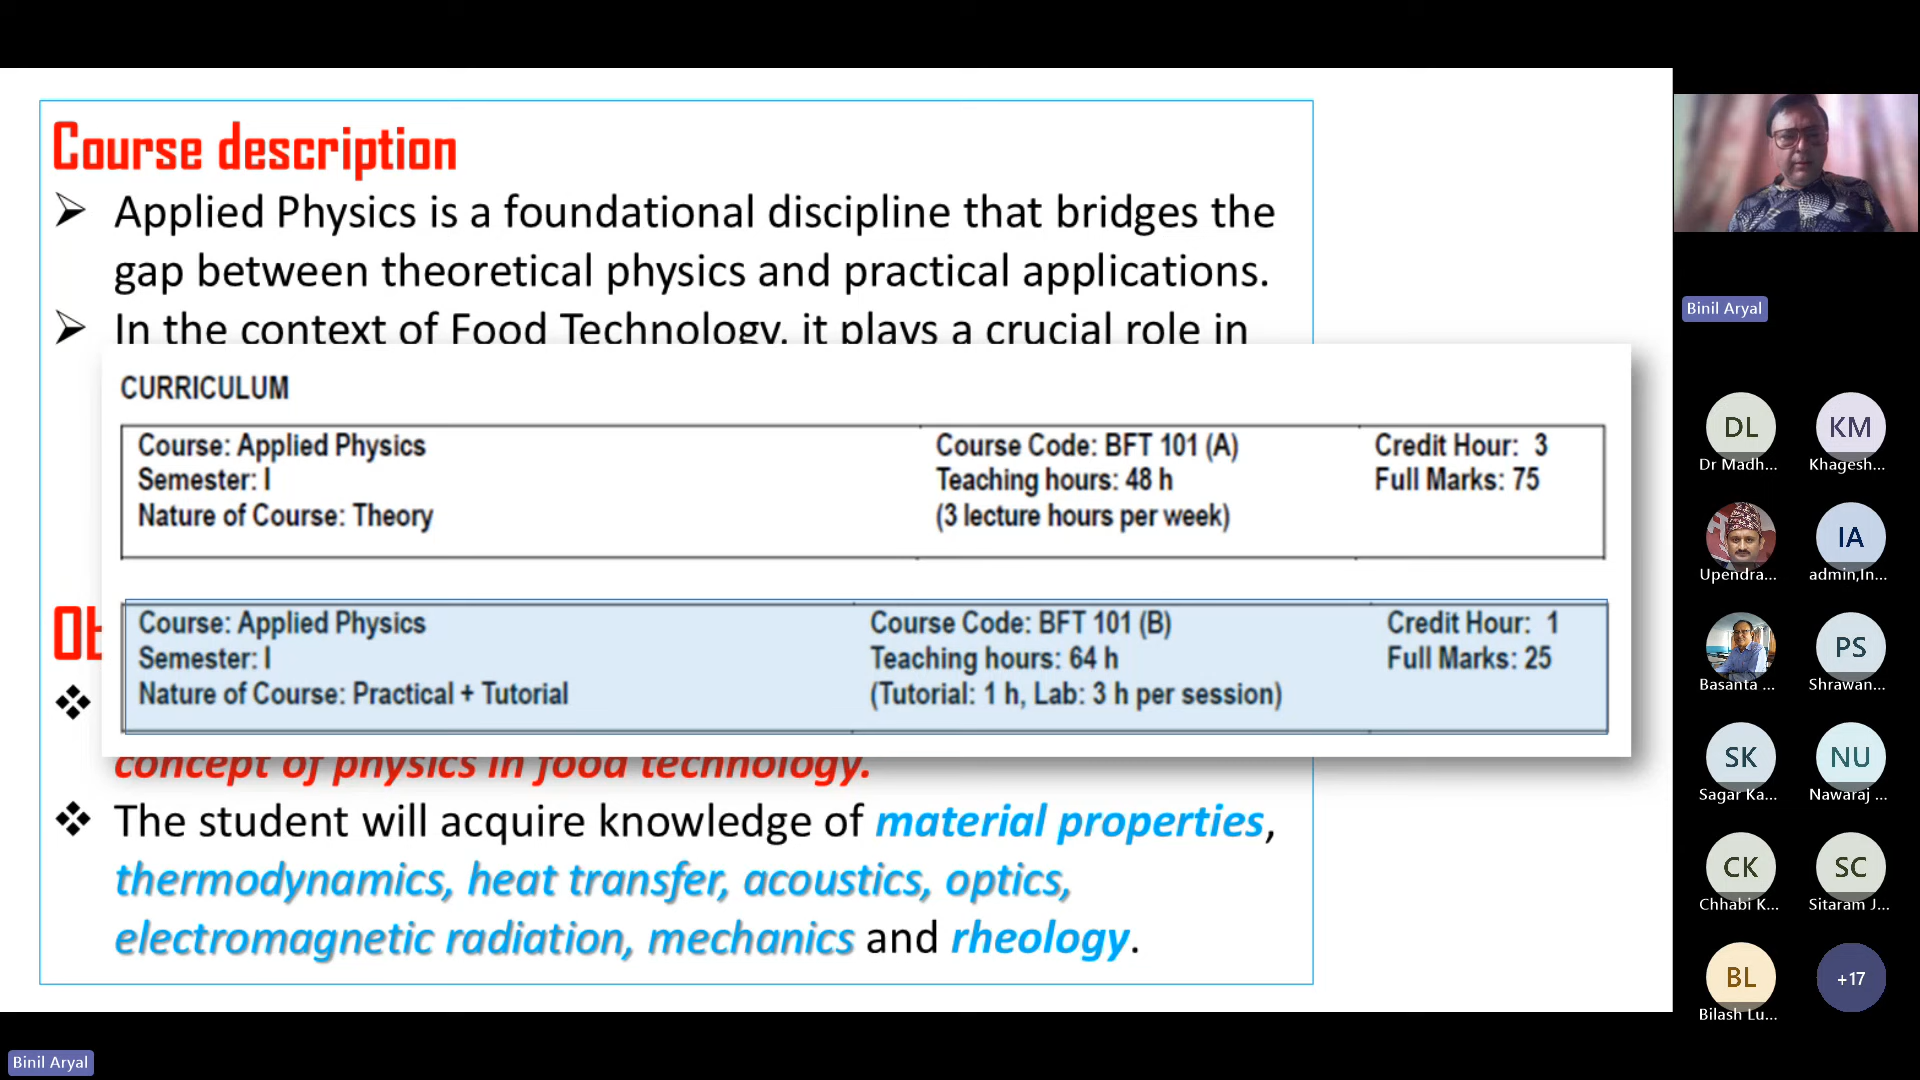 Course description
➢ Applied Physics is a foundational discipline that bridges the
gap between theoretical physics and practical applications.
➢ In the context of Food Technology, it plays a crucial role in
CURRICULUM
Course: Applied Physics Course Code: BFT 101 (A) Credit Hour: 3
Semester: I Teaching hours: 48 h Full Marks: 75
Nature of Course: Theory (3 lecture hours per week)
Course: Applied Physics Course Code: BFT 101 (B) Credit Hour: 1
Semester: I Teaching hours: 64 h Full Marks: 25
Nature of Course: Practical + Tutorial (Tutorial: 1 h, Lab: 3 h per session)
concept of physics in food technology.
❖ The student will acquire knowledge of material properties,
thermodynamics, heat transfer, acoustics, optics,
electromagnetic radiation, mechanics and rheology.
Binil Aryal
Binil Aryal
DL KM
Dr Madh... Khagesh...
IA
Upendra... admin,In...
PS
Basanta ... Shrawan...
SK NU
Sagar Ka... Nawaraj ...
CK SC
Chhabi K... Sitaram J...
BL +17
Bilash Lu...